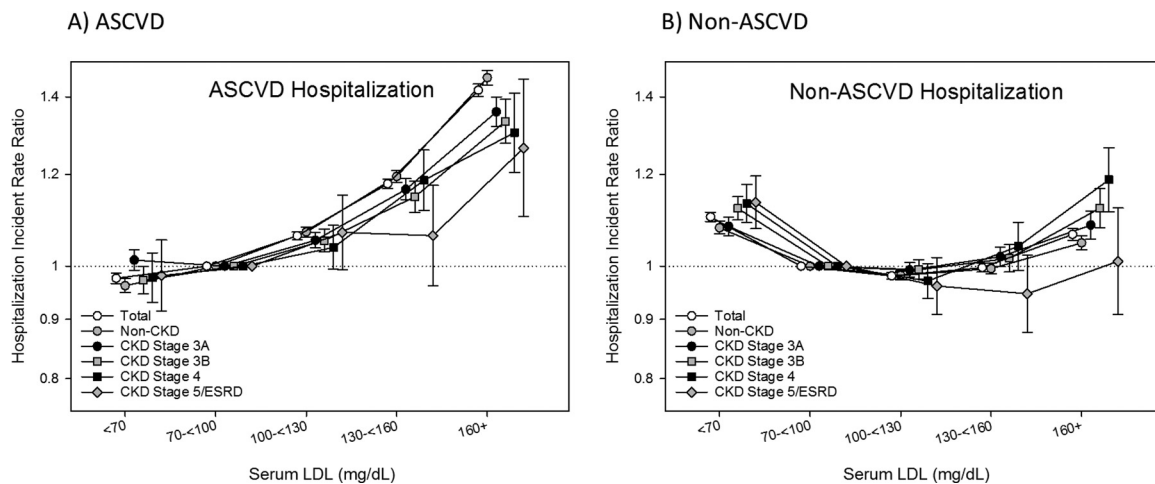 A) ASCVD
Hospitalization Incident Rate Ratio
1.4
1.2
1
0.9
0.8
ASCVD Hospitalization
Total
Non-CKD
CKD Stage 3A
CKD Stage 3B
CKD Stage 4
CKD Stage 5/ESRD
<70
70-<100
100-<130
130-<160
160+
Serum LDL (mg/dL)
B) Non-ASCVD
Hospitalization Incident Rate Ratio
1.4
1.2
1
0.9
0.8
Non-ASCVD Hospitalization
Total
Non-CKD
CKD Stage 3A
CKD Stage 3B
CKD Stage 4
CKD Stage 5/ESRD
<70
70-<100
100-<130
130-<160
160+
Serum LDL (mg/dL)